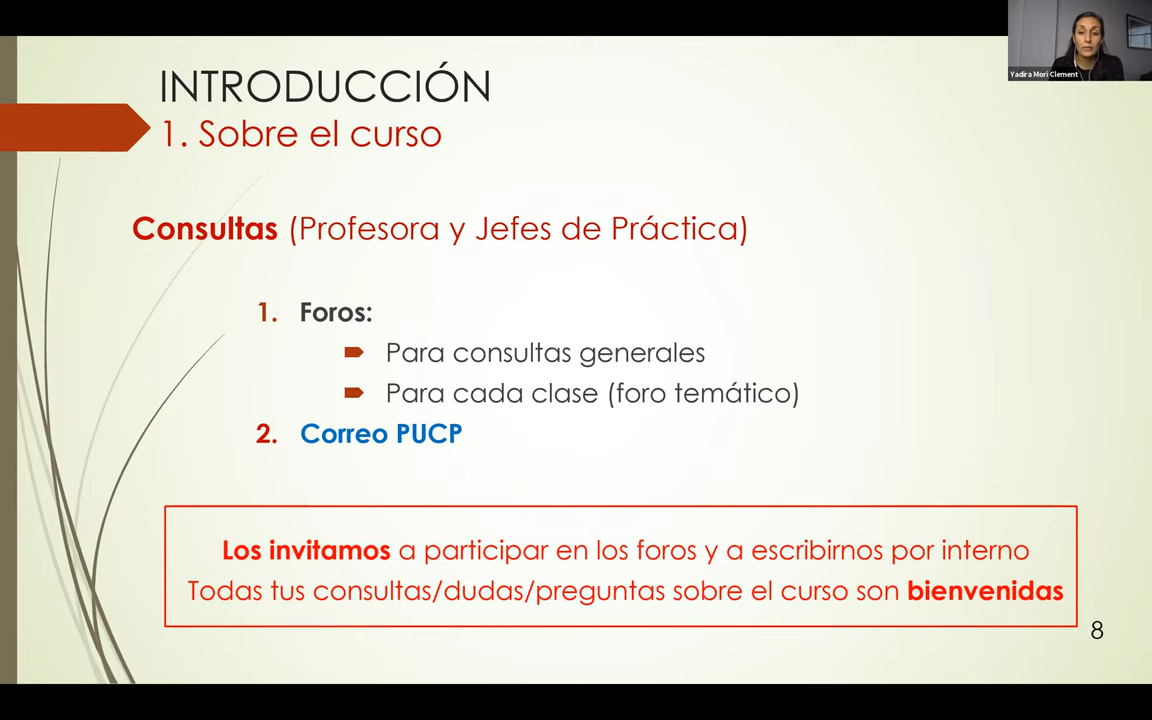 Yadira Mori Clement
INTRODUCCIÓN
1. Sobre el curso
Consultas (Profesora y Jefes de Práctica)
1. Foros:
Para consultas generales
Para cada clase (foro temático)
2. Correo PUCP
Los invitamos a participar en los foros y a escribirnos por interno
Todas tus consultas/dudas/preguntas sobre el curso son bienvenidas
8